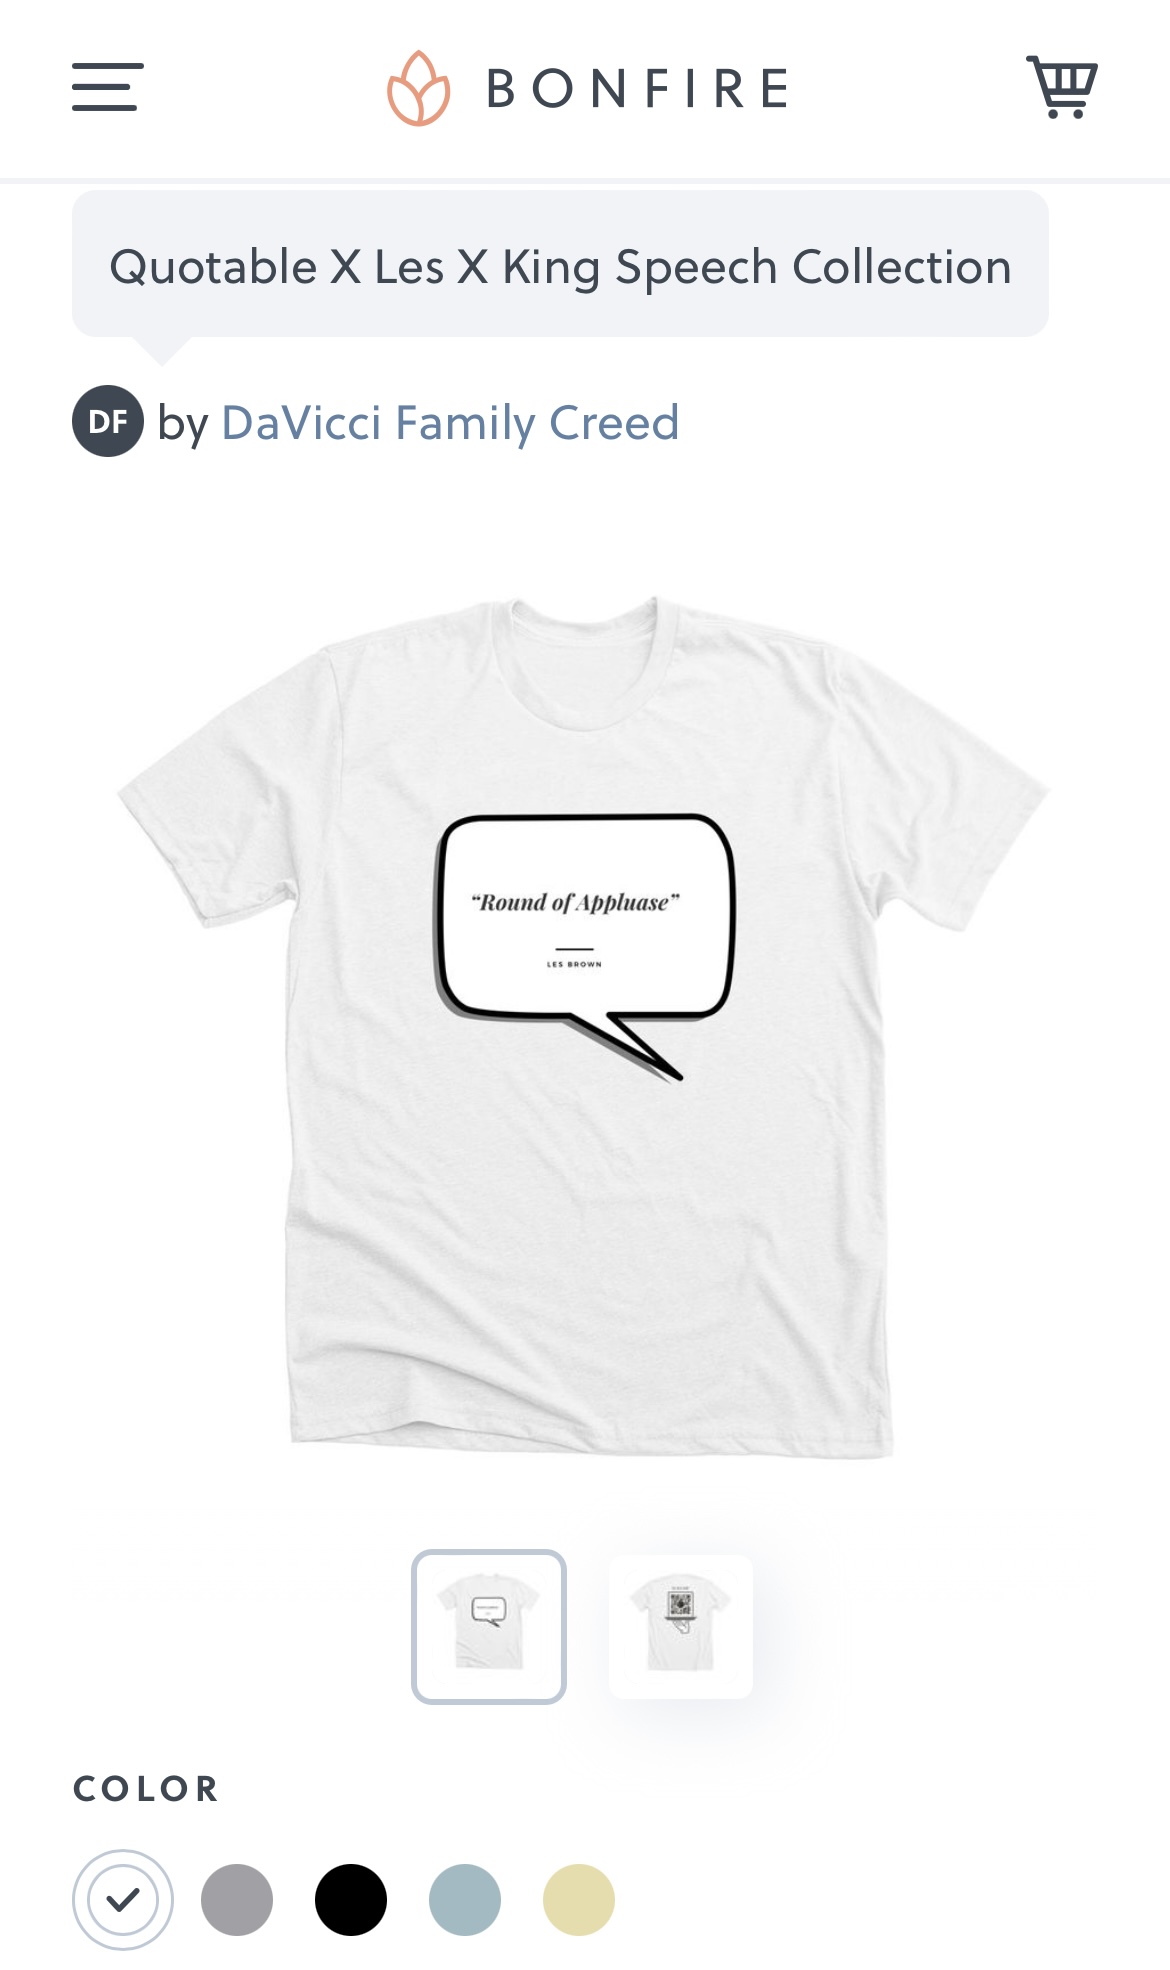 BONFIRE
Quotable X Les X King Speech Collection
DF by DaVicci Family Creed
“Round of Appluase”
LES BROWN
COLOR